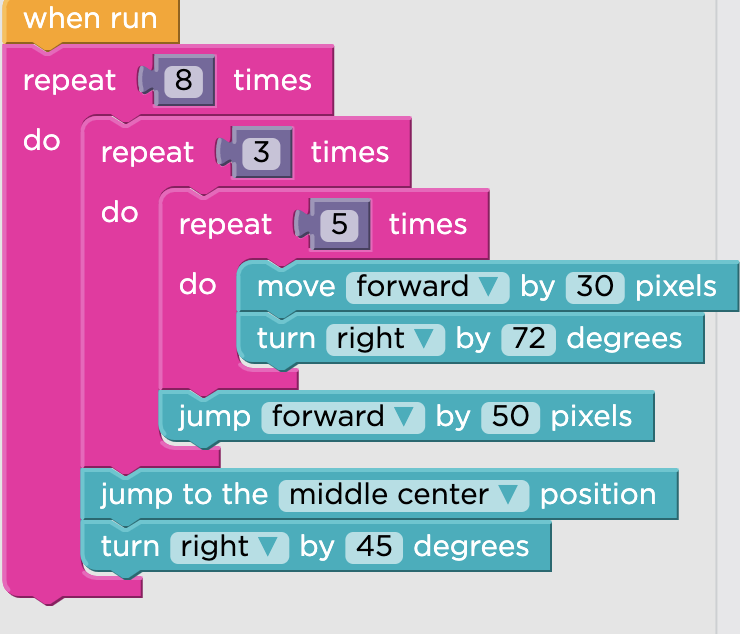 when run
repeat 8 times
do
repeat 3 times
do
repeat 5 times
do
move forward by 30 pixels
turn right by 72 degrees
jump forward by 50 pixels
jump to the middle center position
turn right by 45 degrees